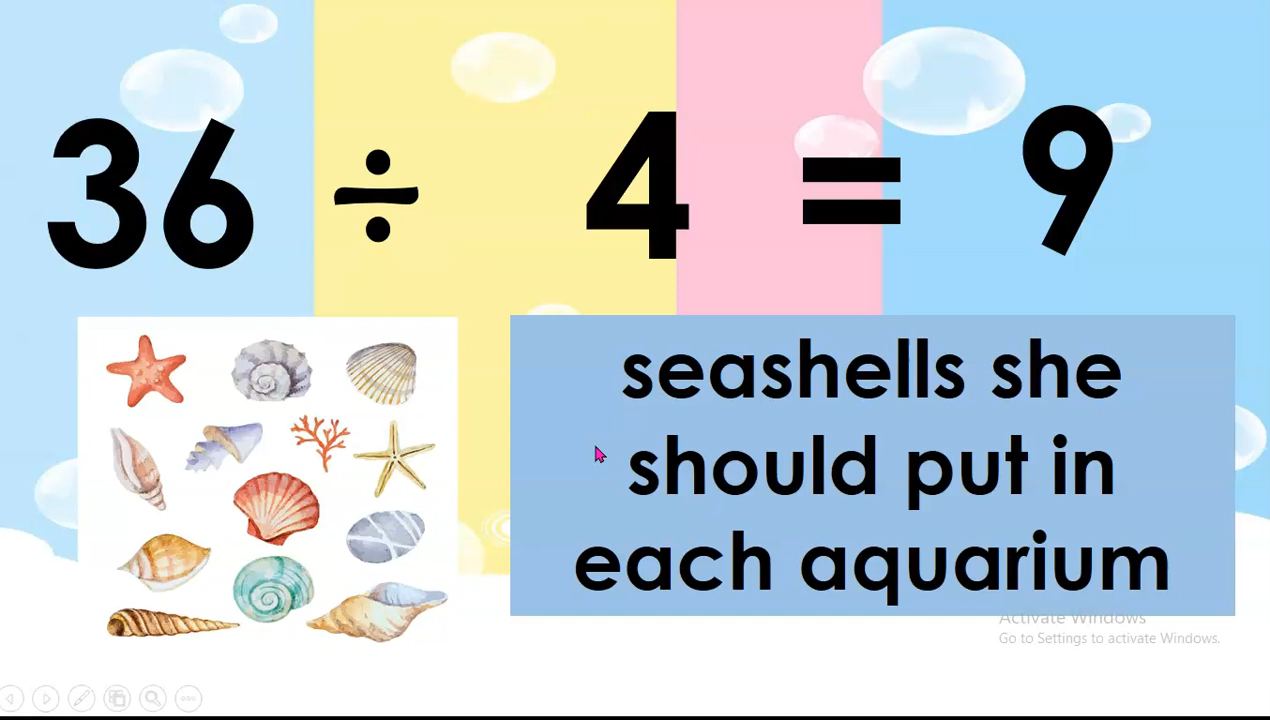 36 ÷ 4 = 9
seashells she
should put in
each aquarium
Activate Windows
Go to Settings to activate Windows.